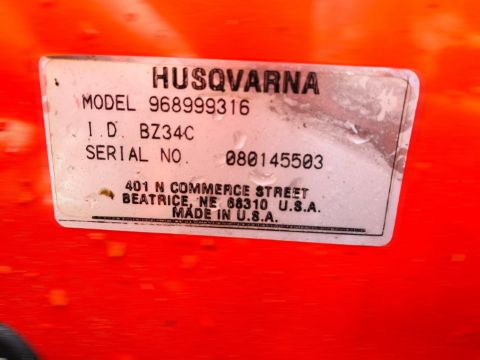 HUSQVARNA
MODEL 968999316
I.D. BZ34C
SERIAL NO. 080145503
401 N COMMERCE STREET
BEATRICE, NE 68310 U.S.A.
MADE IN U.S.A.